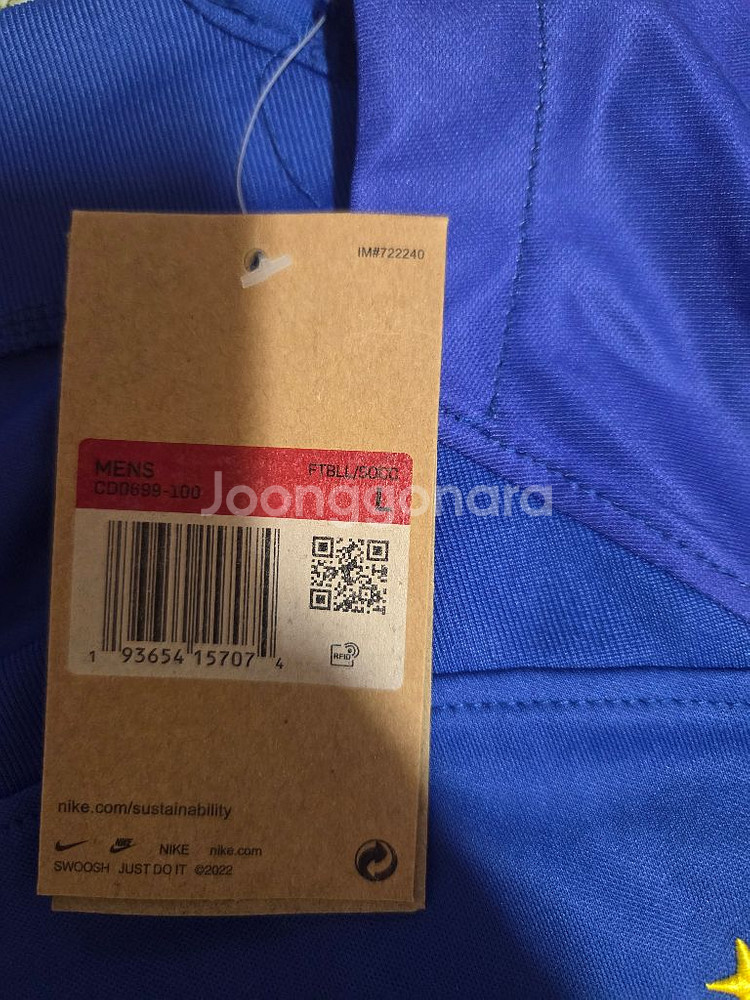 IM#722240
MENS FTBLL/SOCC
CD0699-100 L
Joonggonara
1 93654 15707 4
RFID
nike.com/sustainability
NIKE nike.com
SWOOSH JUST DO IT ©2022